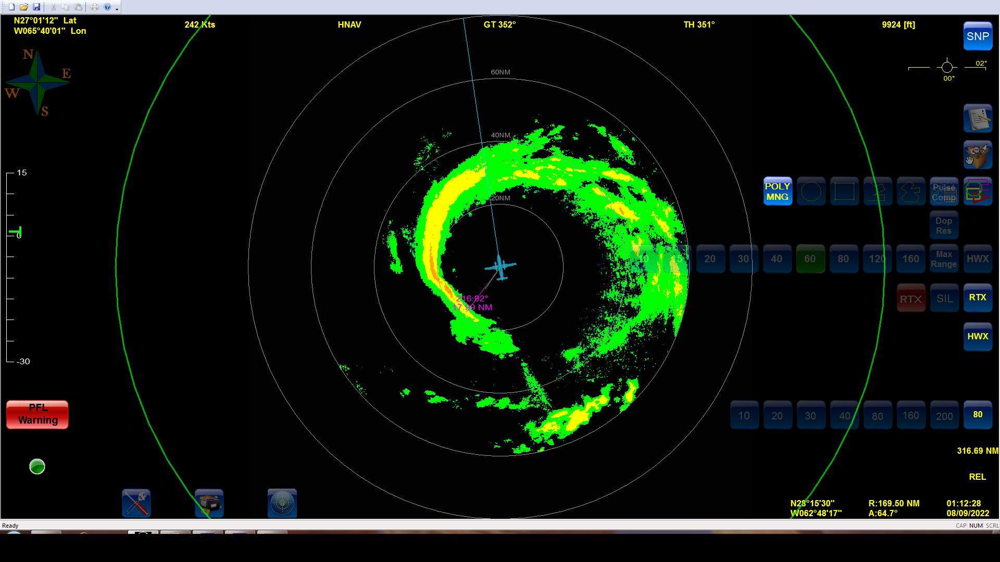 N27°01'12" Lat
W065°40'01" Lon
242 Kts
HNAV
GT 352°
TH 351°
9924 [ft]
SNP
N
E
W
S
02°
00°
60NM
40NM
20NM
15
0
-30
POLY
MNG
Pulse
Comp
Dop
Res
10
15
20
30
40
60
80
120
160
Max
Range
HWX
216.92°
17.99 NM
RTX
SIL
RTX
HWX
PFL
Warning
10
20
30
40
80
160
200
80
316.69 NM
REL
N28°15'30"
R:169.50 NM
01:12:28
W062°48'17"
A:64.7°
08/09/2022
Ready
CAP
NUM
SCRL